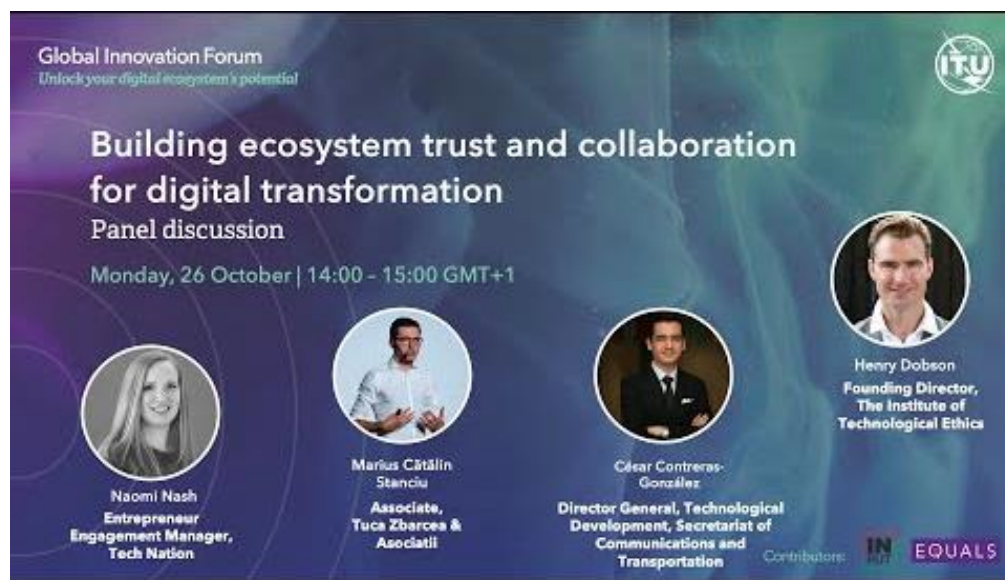 Global Innovation Forum
Unlock your digital ecosystem's potential
ITU
Building ecosystem trust and collaboration
for digital transformation
Panel discussion
Monday, 26 October | 14:00 – 15:00 GMT+1
Henry Dobson
Founding Director,
The Institute of
Technological Ethics
Naomi Nash
Entrepreneur
Engagement Manager,
Tech Nation
Marius Cătălin
Stanciu
Associate,
Tuca Zbarcea &
Asociatii
César Contreras-
González
Director General, Technological
Development, Secretariat of
Communications and
Transportation
Contributors:
IN
EQUALS